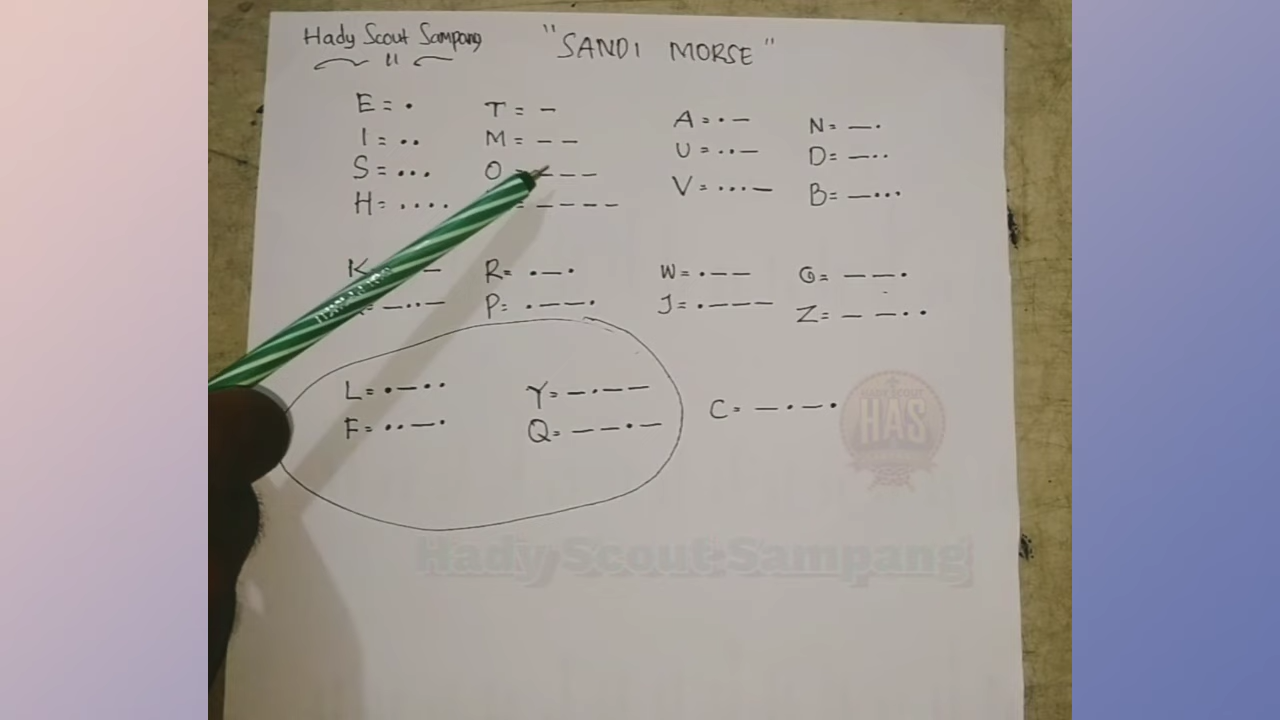 Hady Scout Sampang "SANDI MORSE"
E = • T = — A = • — N = — •
I = • • M = — — U = • • — D = — • •
S = • • • O — — — V = • • • — B = — • • •
H = • • • • = — — — —
K — R = • — • W = • — — G = — — •
= — • • — P = • — — • J = • — — — Z = — — • •
L = • — • • Y = — • — — C = — • — •
F = • • — • Q = — — • —
HAS
Hady Scout Sampang